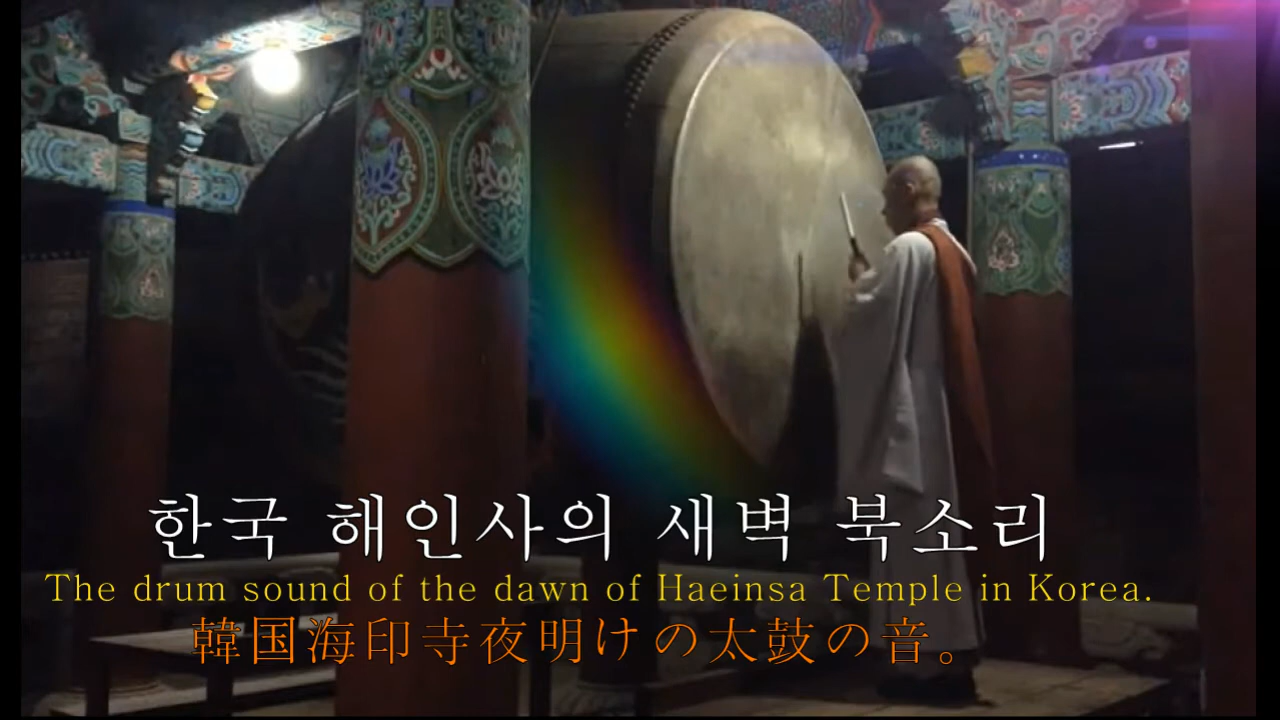 한국 해인사의 새벽 북소리
The drum sound of the dawn of Haeinsa Temple in Korea.
韓国海印寺夜明けの太鼓の音。